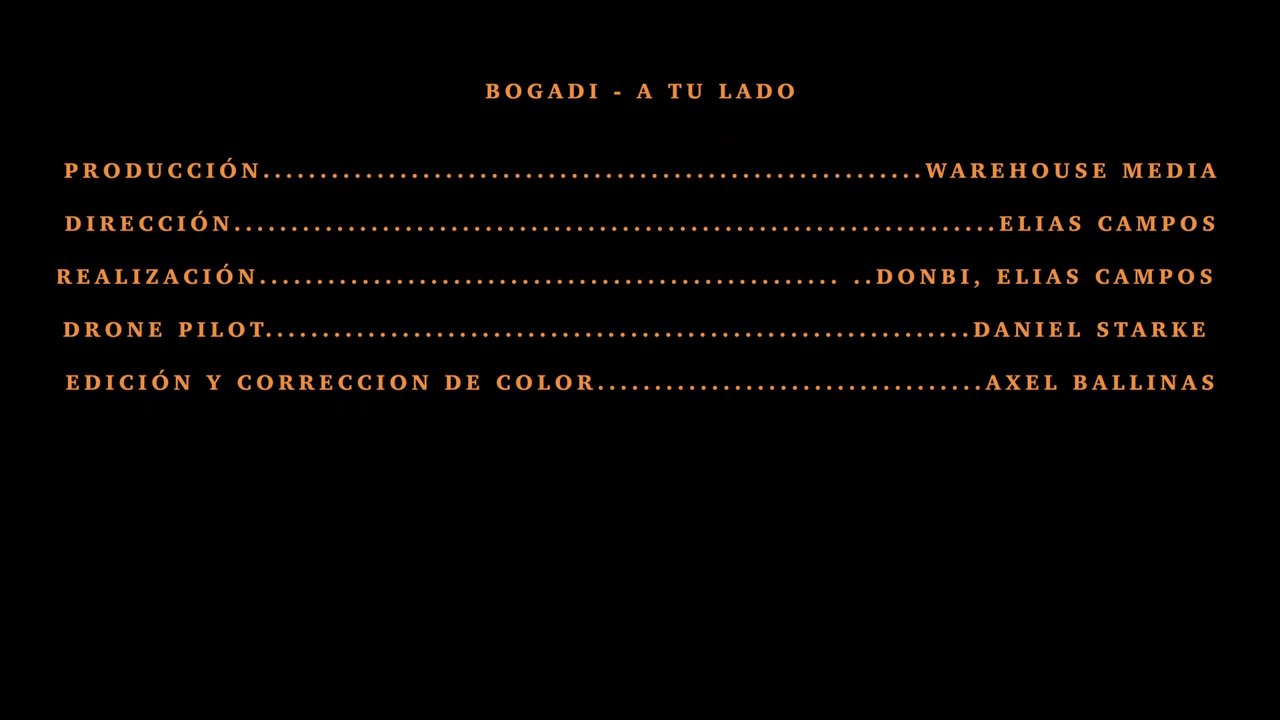 BOGADI - A TU LADO
PRODUCCIÓN..........................................................WAREHOUSE MEDIA
DIRECCIÓN...................................................................ELIAS CAMPOS
REALIZACIÓN................................................... ..DONBI, ELIAS CAMPOS
DRONE PILOT..............................................................DANIEL STARKE
EDICIÓN Y CORRECCION DE COLOR..................................AXEL BALLINAS